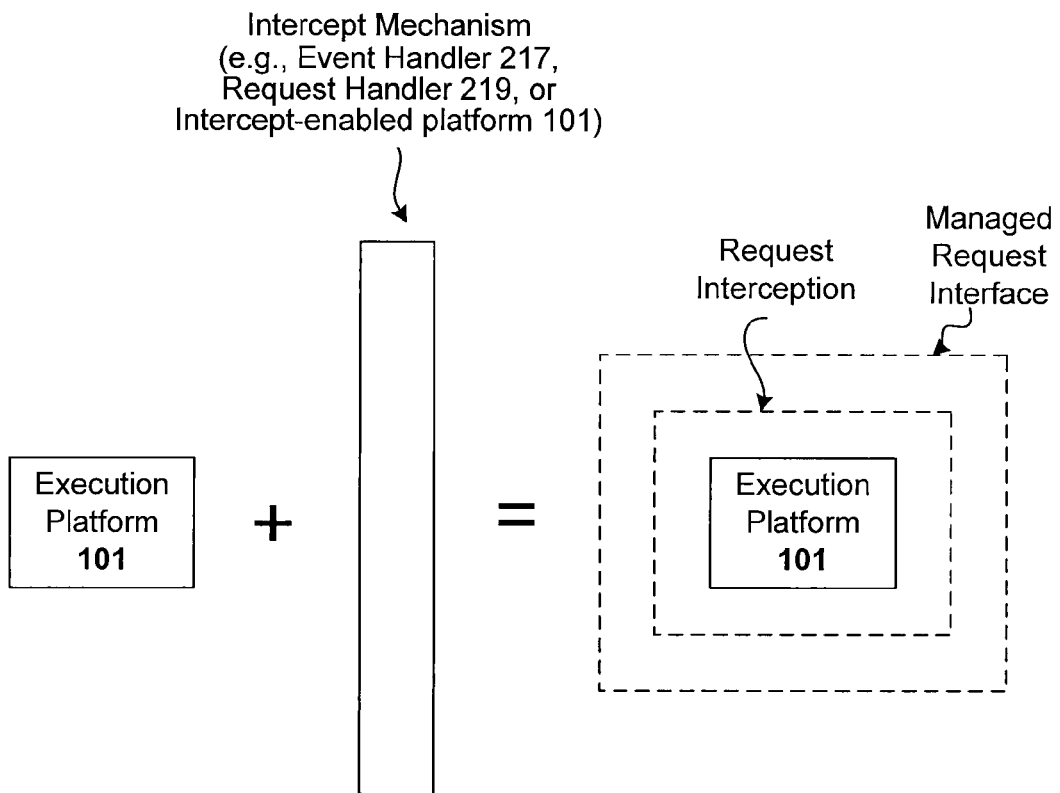 Intercept Mechanism
(e.g., Event Handler 217,
Request Handler 219, or
Intercept-enabled platform 101)
Managed
Request
Interface
Request
Interception
Execution
Platform
101
+
=
Execution
Platform
101